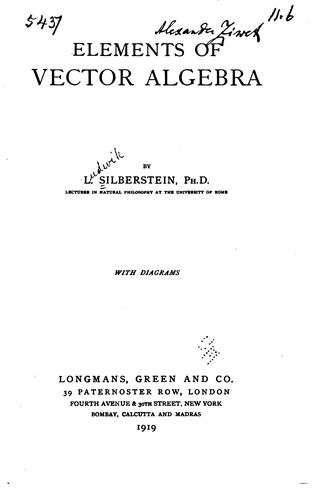 5437
Alexander Ziwet
11.6
ELEMENTS OF
VECTOR ALGEBRA
Ludwik
BY
L. SILBERSTEIN, PH.D.
LECTURER IN NATURAL PHILOSOPHY AT THE UNIVERSITY OF ROME
WITH DIAGRAMS
LONGMANS, GREEN AND CO.
39 PATERNOSTER ROW, LONDON
FOURTH AVENUE & 30TH STREET, NEW YORK
BOMBAY, CALCUTTA AND MADRAS
1919